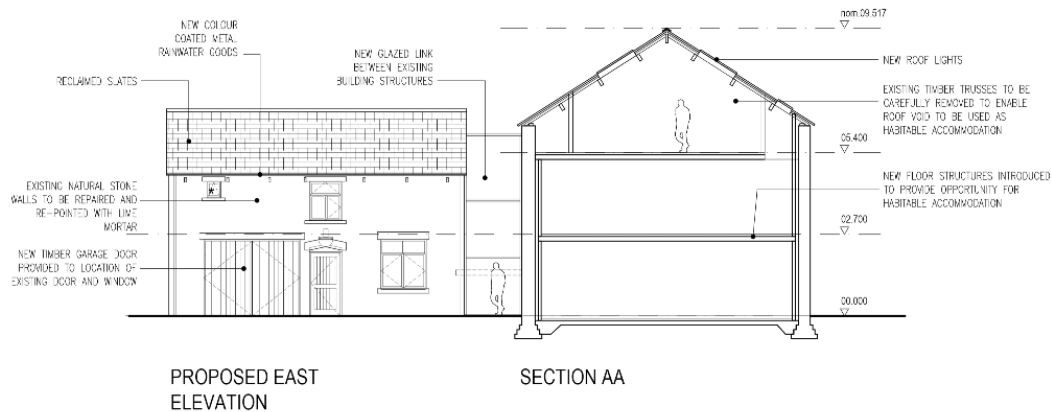 NEW COLOUR
COATED METAL
RAINWATER GOODS
RECLAIMED SLATES
NEW GLAZED LINK
BETWEEN EXISTING
BUILDING STRUCTURES
EXISTING NATURAL STONE
WALLS TO BE REPAIRED AND
RE-POINTED WITH LIME
MORTAR
NEW TIMBER GARAGE DOOR
PROVIDED TO LOCATION OF
EXISTING DOOR AND WINDOW
nom.09.517
NEW ROOF LIGHTS
EXISTING TIMBER TRUSSES TO BE
CAREFULLY REMOVED TO ENABLE
ROOF VOID TO BE USED AS
HABITABLE ACCOMMODATION
05.400
NEW FLOOR STRUCTURES INTRODUCED
TO PROVIDE OPPORTUNITY FOR
HABITABLE ACCOMMODATION
02.700
00.000
PROPOSED EAST
ELEVATION
SECTION AA